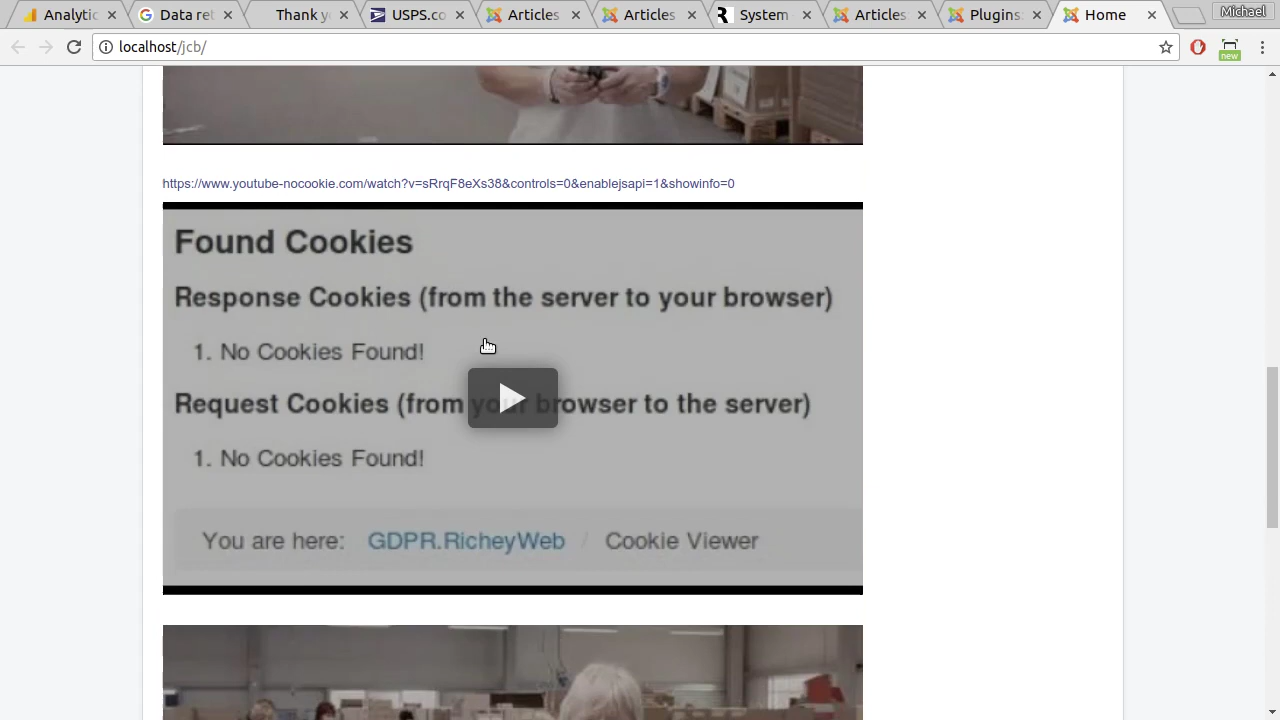 Analytic
Data ret
Thank y
USPS.co
Articles
Articles
System
Articles
Plugins
Home
Michael
localhost/jcb/
new
https://www.youtube-nocookie.com/watch?v=sRrqF8eXs38&controls=0&enablejsapi=1&showinfo=0
Found Cookies
Response Cookies (from the server to your browser)
1. No Cookies Found!
Request Cookies (from your browser to the server)
1. No Cookies Found!
You are here: GDPR.RicheyWeb / Cookie Viewer